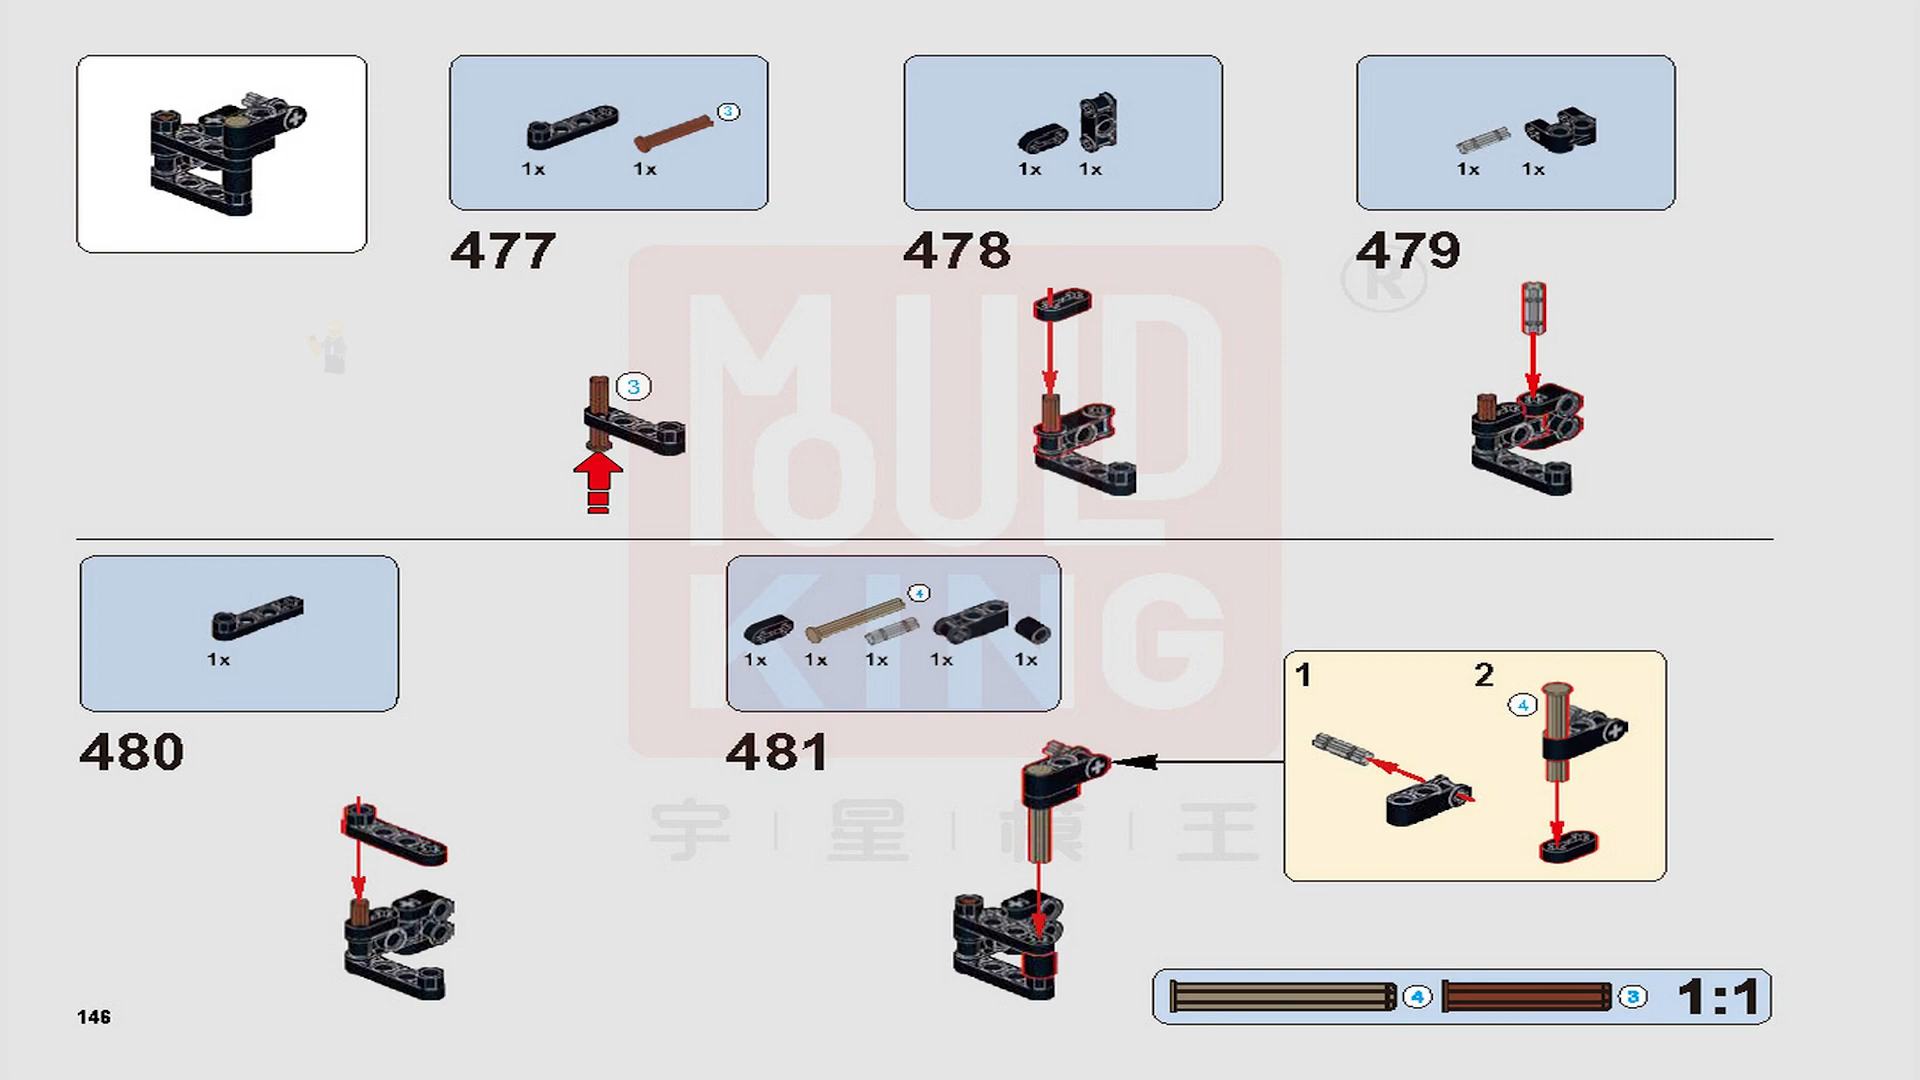 3
1x 1x
1x 1x
1x 1x
477
478
479
®
3
MOULD
KING
宇 | 星 | 模 | 王
1x
4
1x 1x 1x 1x 1x
480
481
1 2
4
4 3 1:1
146